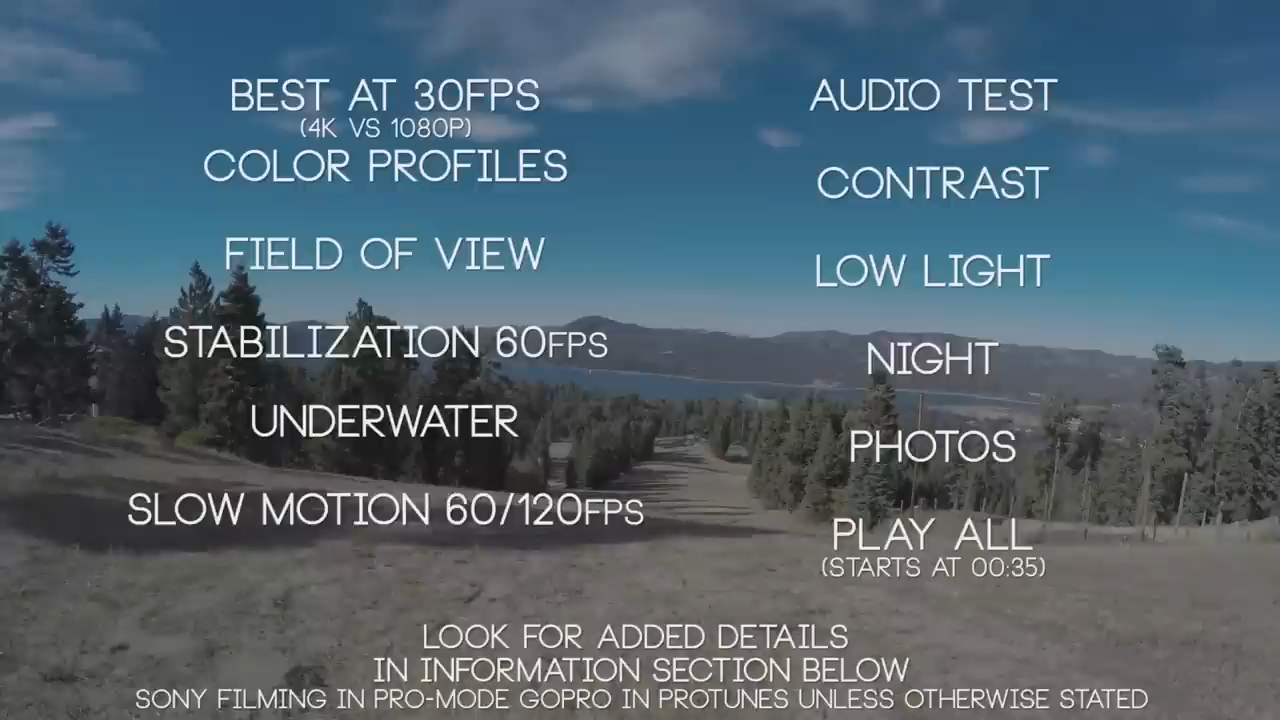 BEST AT 30FPS
(4K VS 1080P)
COLOR PROFILES
FIELD OF VIEW
STABILIZATION 60FPS
UNDERWATER
SLOW MOTION 60/120FPS
AUDIO TEST
CONTRAST
LOW LIGHT
NIGHT
PHOTOS
PLAY ALL
(STARTS AT 00:35)
LOOK FOR ADDED DETAILS
IN INFORMATION SECTION BELOW
SONY FILMING IN PRO-MODE GOPRO IN PROTUNES UNLESS OTHERWISE STATED